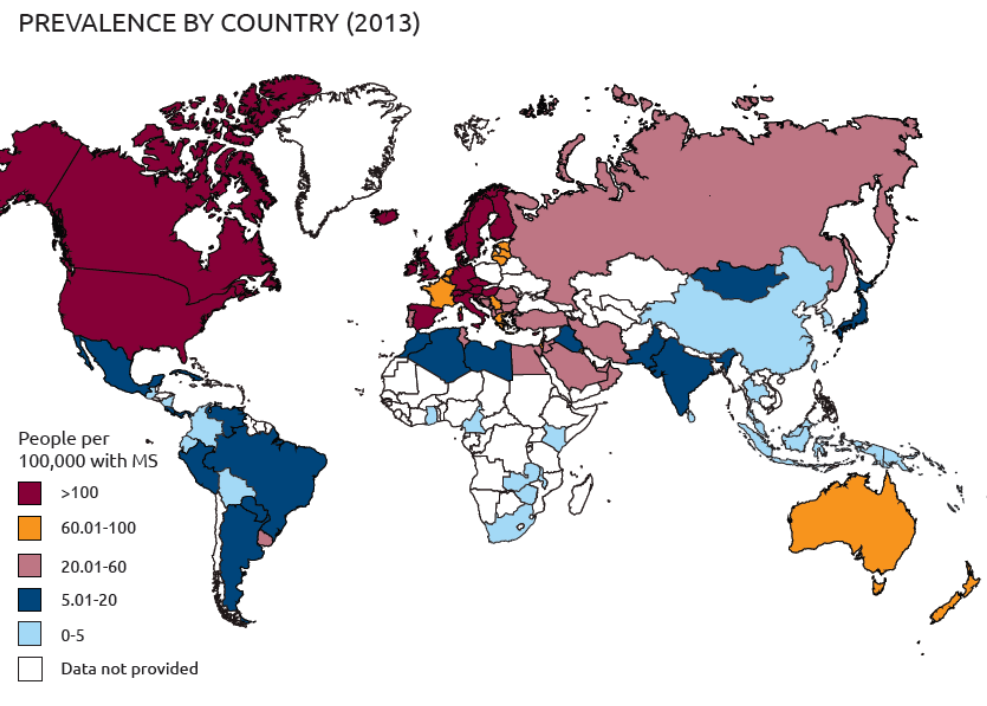 PREVALENCE BY COUNTRY (2013)
People per
100,000 with MS
>100
60.01-100
20.01-60
5.01-20
0-5
Data not provided